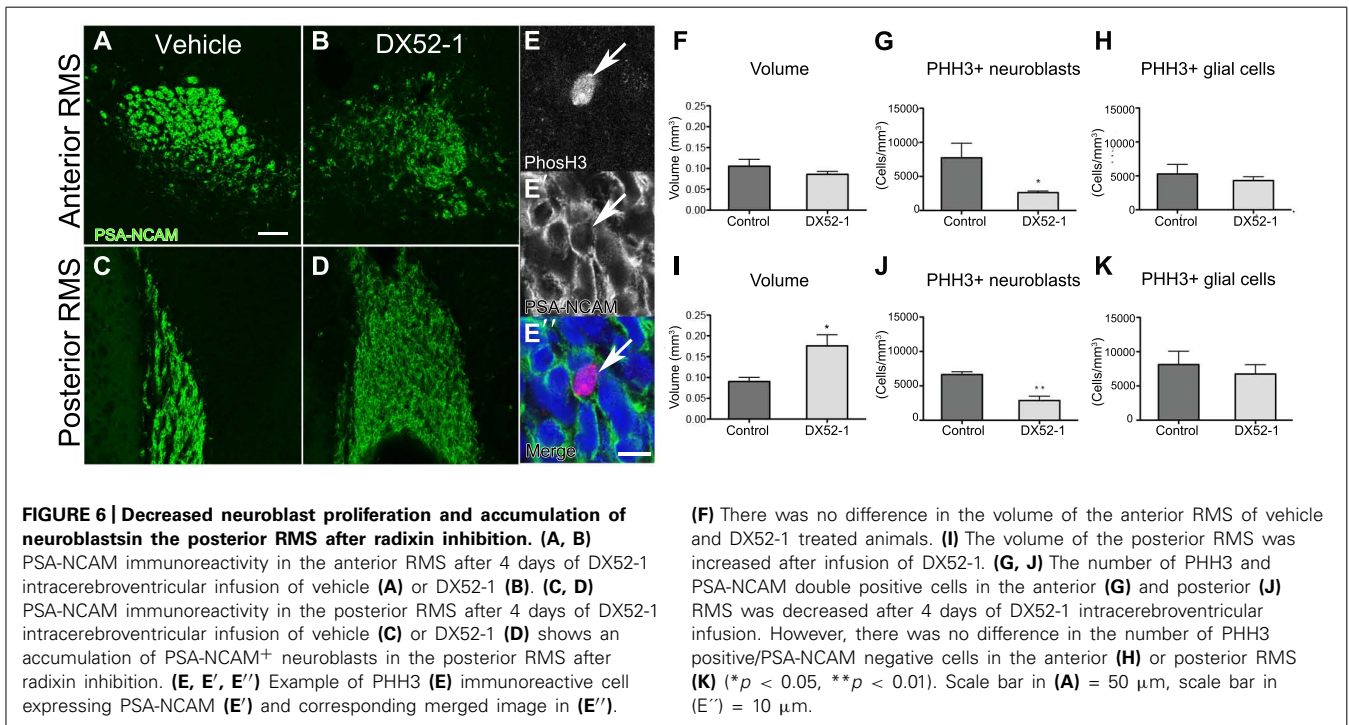 A Vehicle
B DX52-1
Anterior RMS
PSA-NCAM
C
D
Posterior RMS
E
PhosH3
E′
PSA-NCAM
E′′
Merge
F
Volume
Volume (mm³)
0.25
0.20
0.15
0.10
0.05
0.00
Control DX52-1
G
PHH3+ neuroblasts
(Cells/mm³)
15000
10000
5000
0
*
Control DX52-1
H
PHH3+ glial cells
(Cells/mm³)
15000
10000
5000
0
Control DX52-1
I
Volume
Volume (mm³)
0.25
0.20
0.15
0.10
0.05
0.00
*
Control DX52-1
J
PHH3+ neuroblasts
(Cells/mm³)
15000
10000
5000
0
**
Control DX52-1
K
PHH3+ glial cells
(Cells/mm³)
15000
10000
5000
0
Control DX52-1
FIGURE 6 | Decreased neuroblast proliferation and accumulation of
neuroblastsin the posterior RMS after radixin inhibition. (A, B)
PSA-NCAM immunoreactivity in the anterior RMS after 4 days of DX52-1
intracerebroventricular infusion of vehicle (A) or DX52-1 (B). (C, D)
PSA-NCAM immunoreactivity in the posterior RMS after 4 days of DX52-1
intracerebroventricular infusion of vehicle (C) or DX52-1 (D) shows an
accumulation of PSA-NCAM⁺ neuroblasts in the posterior RMS after
radixin inhibition. (E, E′, E′′) Example of PHH3 (E) immunoreactive cell
expressing PSA-NCAM (E′) and corresponding merged image in (E′′).
(F) There was no difference in the volume of the anterior RMS of vehicle
and DX52-1 treated animals. (I) The volume of the posterior RMS was
increased after infusion of DX52-1. (G, J) The number of PHH3 and
PSA-NCAM double positive cells in the anterior (G) and posterior (J)
RMS was decreased after 4 days of DX52-1 intracerebroventricular
infusion. However, there was no difference in the number of PHH3
positive/PSA-NCAM negative cells in the anterior (H) or posterior RMS
(K) (*p < 0.05, **p < 0.01). Scale bar in (A) = 50 μm, scale bar in
(E´´) = 10 μm.